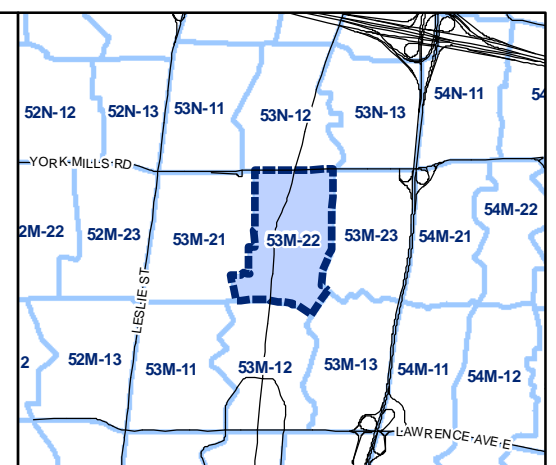 54N-11
54
52N-12
52N-13
53N-11
53N-12
53N-13
YORK MILLS RD
54M-22
2M-22
52M-23
53M-21
53M-22
53M-23
54M-21
LESLIE ST
2
52M-13
53M-11
53M-12
53M-13
54M-11
54M-12
LAWRENCE AVE E